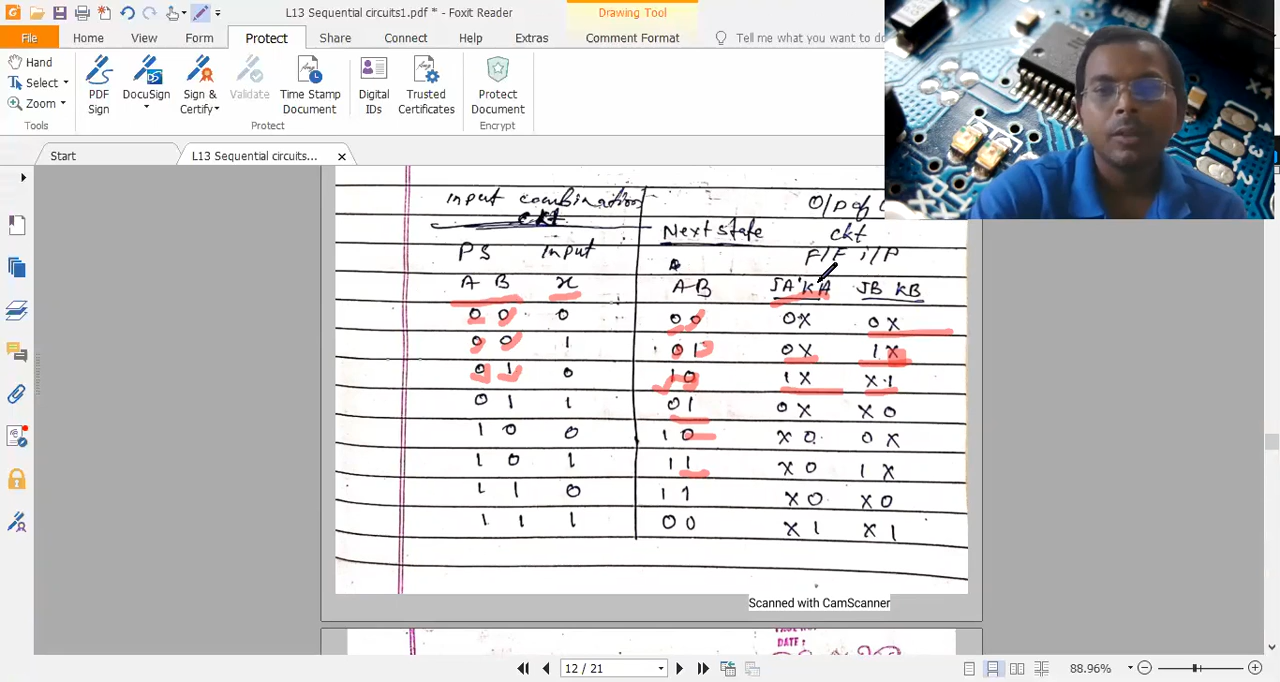 L13 Sequential circuits1.pdf * - Foxit Reader
Drawing Tool
File Home View Form Protect Share Connect Help Extras Comment Format Tell me what you want to do
Hand
Select
Zoom
Tools
PDF Sign
DocuSign
Sign & Certify
Validate
Time Stamp Document
Digital IDs
Trusted Certificates
Protect
Protect Document
Encrypt
Start
L13 Sequential circuits...
Input combination O/p of
ckt Next state ckt
PS Input F/F i/P
A B x A B JA KA JB KB
0 0 0 0 0 0 X 0 X
0 0 1 0 1 0 X 1 X
0 1 0 1 0 1 X X 1
0 1 1 0 1 0 X X 0
1 0 0 1 0 X 0 0 X
1 0 1 1 1 X 0 1 X
1 1 0 1 1 X 0 X 0
1 1 1 0 0 X 1 X 1
Scanned with CamScanner
DATE :
12 / 21
88.96%